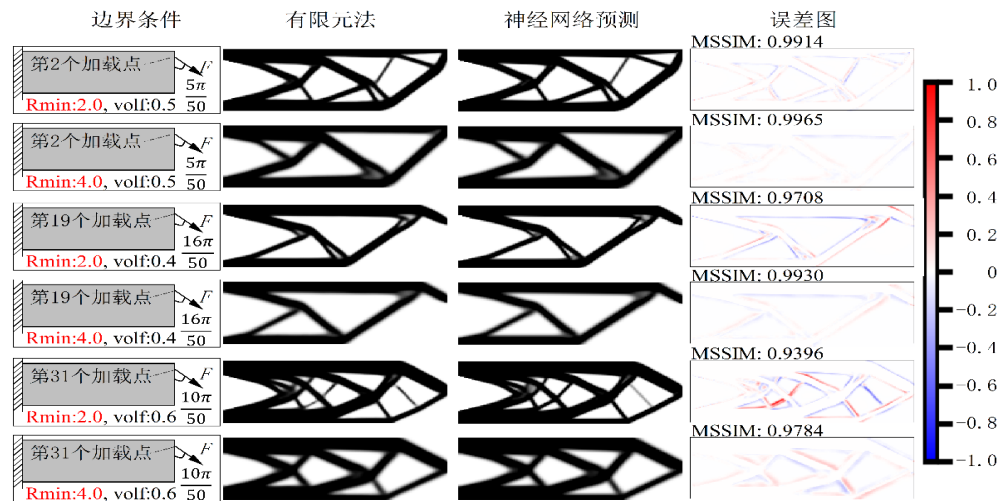 边界条件 有限元法 神经网络预测 误差图
MSSIM: 0.9914
第2个加载点 F
5π
50
Rmin:2.0, volf:0.5
MSSIM: 0.9965
第2个加载点 F
5π
50
Rmin:4.0, volf:0.5
MSSIM: 0.9708
第19个加载点 F
16π
50
Rmin:2.0, volf:0.4
MSSIM: 0.9930
第19个加载点 F
16π
50
Rmin:4.0, volf:0.4
MSSIM: 0.9396
第31个加载点 F
10π
50
Rmin:2.0, volf:0.6
MSSIM: 0.9784
第31个加载点 F
10π
50
Rmin:4.0, volf:0.6
1.0
0.8
0.6
0.4
0.2
0.0
-0.2
-0.4
-0.6
-0.8
-1.0